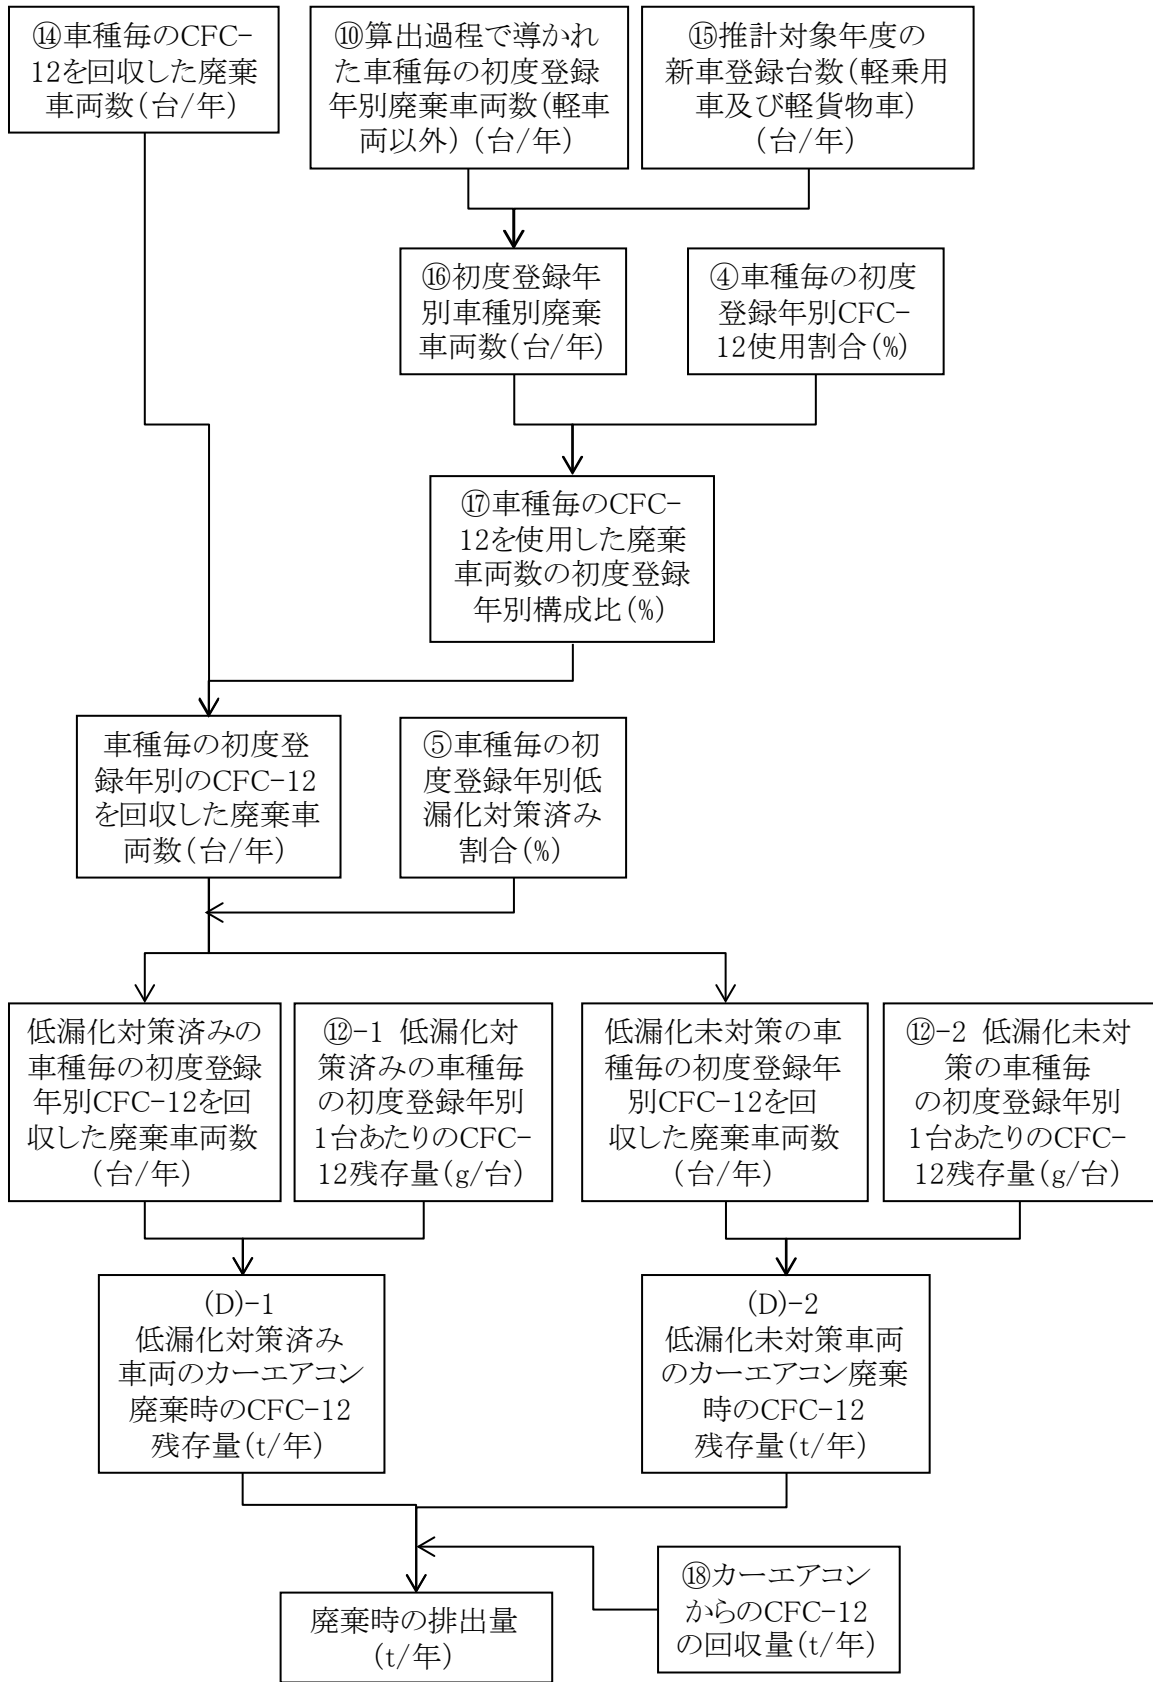 ⑭車種毎のCFC-
12を回収した廃棄
車両数(台/年)
⑩算出過程で導かれ
た車種毎の初度登録
年別廃棄車両数(軽車
両以外) (台/年)
⑮推計対象年度の
新車登録台数(軽乗用
車及び軽貨物車)
(台/年)
⑯初度登録年
別車種別廃棄
車両数(台/年)
④車種毎の初度
登録年別CFC-
12使用割合(%)
⑰車種毎のCFC-
12を使用した廃棄
車両数の初度登録
年別構成比(%)
車種毎の初度登
録年別のCFC-12
を回収した廃棄車
両数(台/年)
⑤車種毎の初
度登録年別低
漏化対策済み
割合(%)
低漏化対策済みの
車種毎の初度登録
年別CFC-12を回
収した廃棄車両数
(台/年)
⑫-1 低漏化対
策済みの車種毎
の初度登録年別
1台あたりのCFC-
12残存量(g/台)
低漏化未対策の車
種毎の初度登録年
別CFC-12を回
収した廃棄車両数
(台/年)
⑫-2 低漏化未対
策の車種毎
の初度登録年別
1台あたりのCFC-
12残存量(g/台)
(D)-1
低漏化対策済み
車両のカーエアコン
廃棄時のCFC-12
残存量(t/年)
(D)-2
低漏化未対策車両
のカーエアコン廃棄
時のCFC-12
残存量(t/年)
廃棄時の排出量
(t/年)
⑱カーエアコン
からのCFC-12
の回収量(t/年)